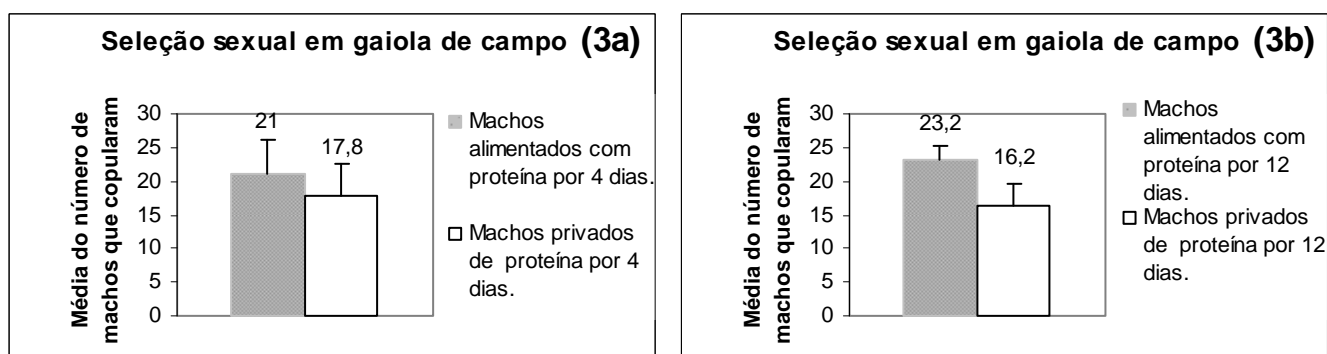 Seleção sexual em gaiola de campo (3a)
Média do número de
machos que copularam
30
25
20
15
10
5
0
21
17,8
Machos
alimentados com
proteína por 4 dias.
Machos privados
de proteína por 4
dias.
Seleção sexual em gaiola de campo (3b)
Média do número de
machos que copularam
30
25
20
15
10
5
0
23,2
16,2
Machos
alimentados com
proteína por 12
dias.
Machos privados
de proteína por 12
dias.